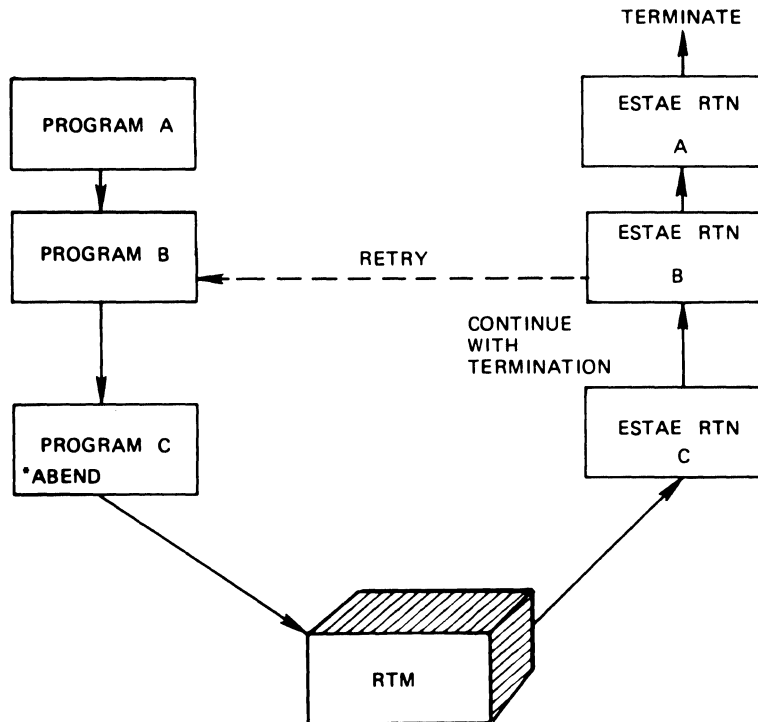 TERMINATE
PROGRAM A
ESTAE RTN
A
PROGRAM B
ESTAE RTN
B
RETRY
CONTINUE
WITH
TERMINATION
PROGRAM C
*ABEND
ESTAE RTN
C
RTM